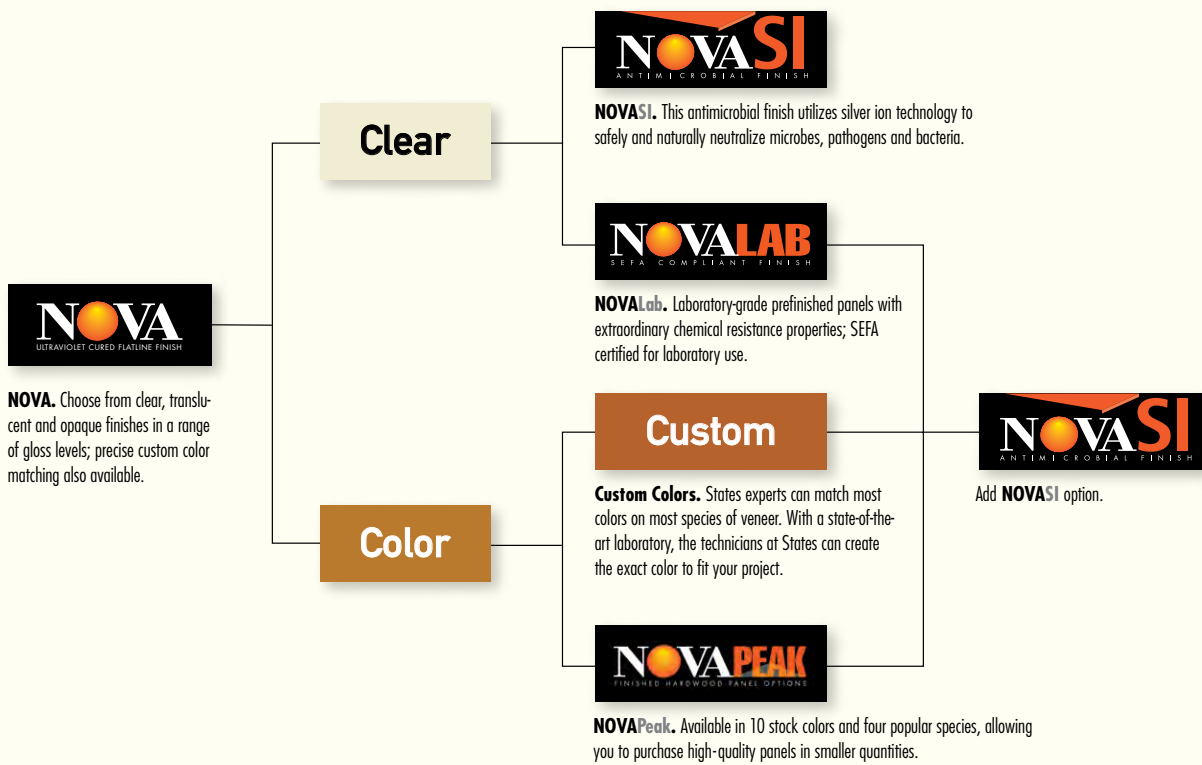 NOVASI
ANTIMICROBIAL FINISH
NOVASI. This antimicrobial finish utilizes silver ion technology to
safely and naturally neutralize microbes, pathogens and bacteria.
Clear
NOVALAB
SEFA COMPLIANT FINISH
NOVALab. Laboratory-grade prefinished panels with
extraordinary chemical resistance properties; SEFA
certified for laboratory use.
NOVA
ULTRAVIOLET CURED FLATLINE FINISH
NOVA. Choose from clear, translu-
cent and opaque finishes in a range
of gloss levels; precise custom color
matching also available.
Color
Custom
Custom Colors. States experts can match most
colors on most species of veneer. With a state-of-the-
art laboratory, the technicians at States can create
the exact color to fit your project.
NOVAPEAK
FINISHED HARDWOOD PANEL OPTIONS
NOVAPeak. Available in 10 stock colors and four popular species, allowing
you to purchase high-quality panels in smaller quantities.
NOVASI
ANTIMICROBIAL FINISH
Add NOVASI option.